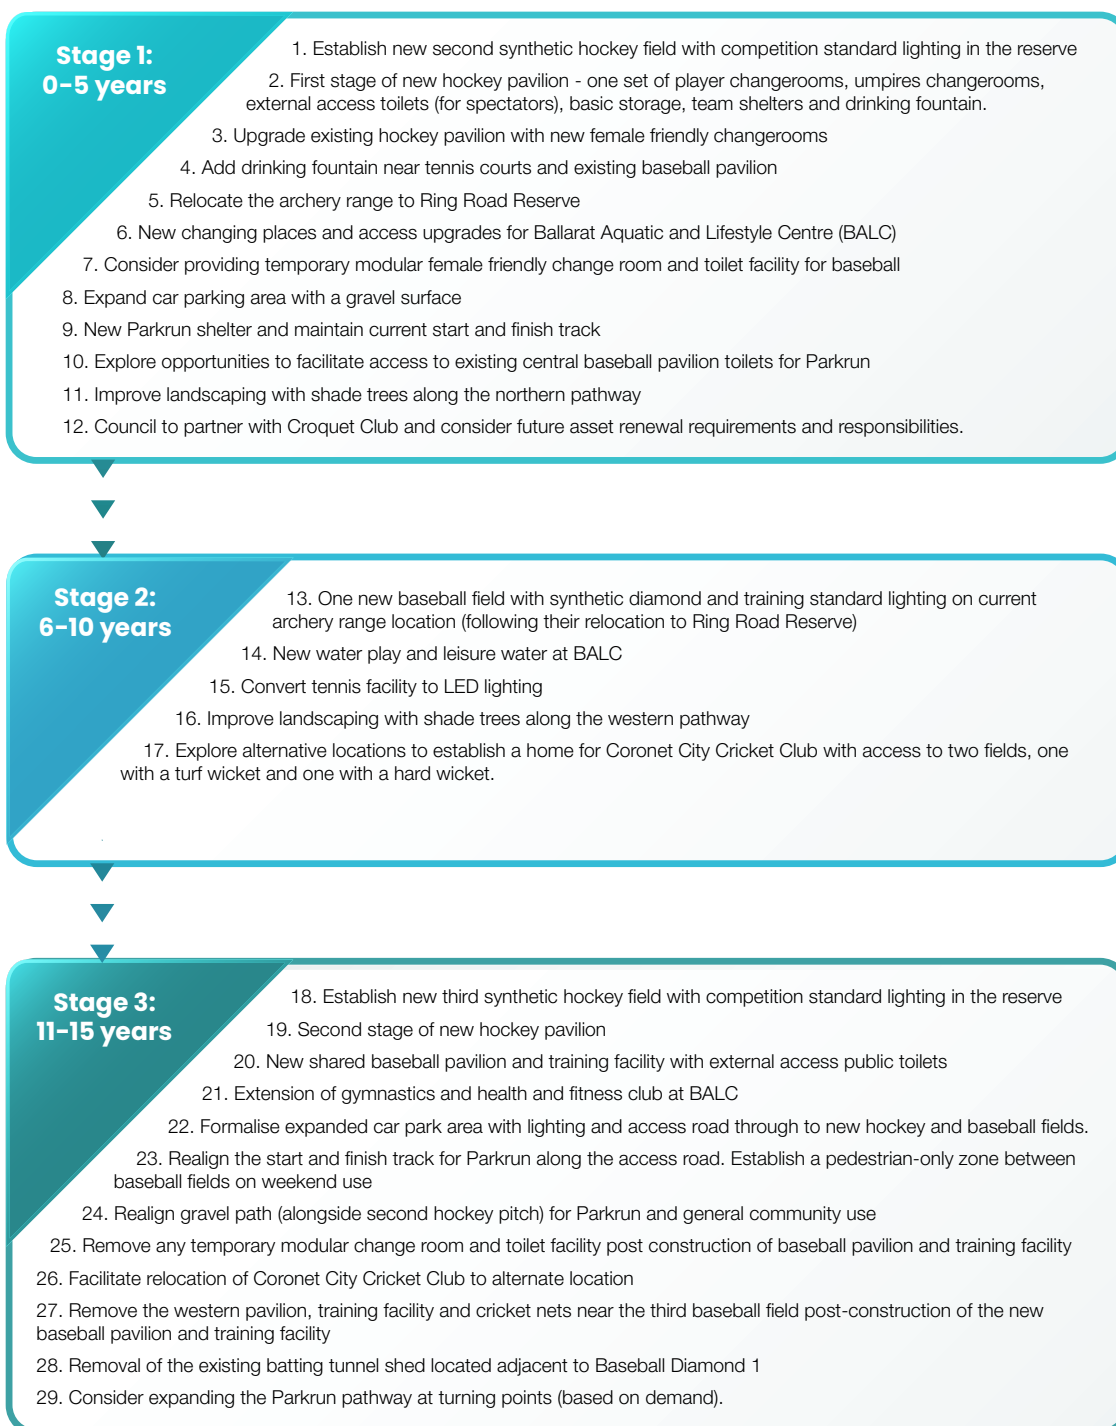 Stage 1:
0-5 years
1. Establish new second synthetic hockey field with competition standard lighting in the reserve
2. First stage of new hockey pavilion - one set of player changerooms, umpires changerooms,
external access toilets (for spectators), basic storage, team shelters and drinking fountain.
3. Upgrade existing hockey pavilion with new female friendly changerooms
4. Add drinking fountain near tennis courts and existing baseball pavilion
5. Relocate the archery range to Ring Road Reserve
6. New changing places and access upgrades for Ballarat Aquatic and Lifestyle Centre (BALC)
7. Consider providing temporary modular female friendly change room and toilet facility for baseball
8. Expand car parking area with a gravel surface
9. New Parkrun shelter and maintain current start and finish track
10. Explore opportunities to facilitate access to existing central baseball pavilion toilets for Parkrun
11. Improve landscaping with shade trees along the northern pathway
12. Council to partner with Croquet Club and consider future asset renewal requirements and responsibilities.
Stage 2:
6-10 years
13. One new baseball field with synthetic diamond and training standard lighting on current
archery range location (following their relocation to Ring Road Reserve)
14. New water play and leisure water at BALC
15. Convert tennis facility to LED lighting
16. Improve landscaping with shade trees along the western pathway
17. Explore alternative locations to establish a home for Coronet City Cricket Club with access to two fields, one
with a turf wicket and one with a hard wicket.
Stage 3:
11-15 years
18. Establish new third synthetic hockey field with competition standard lighting in the reserve
19. Second stage of new hockey pavilion
20. New shared baseball pavilion and training facility with external access public toilets
21. Extension of gymnastics and health and fitness club at BALC
22. Formalise expanded car park area with lighting and access road through to new hockey and baseball fields.
23. Realign the start and finish track for Parkrun along the access road. Establish a pedestrian-only zone between
baseball fields on weekend use
24. Realign gravel path (alongside second hockey pitch) for Parkrun and general community use
25. Remove any temporary modular change room and toilet facility post construction of baseball pavilion and training facility
26. Facilitate relocation of Coronet City Cricket Club to alternate location
27. Remove the western pavilion, training facility and cricket nets near the third baseball field post-construction of the new
baseball pavilion and training facility
28. Removal of the existing batting tunnel shed located adjacent to Baseball Diamond 1
29. Consider expanding the Parkrun pathway at turning points (based on demand).